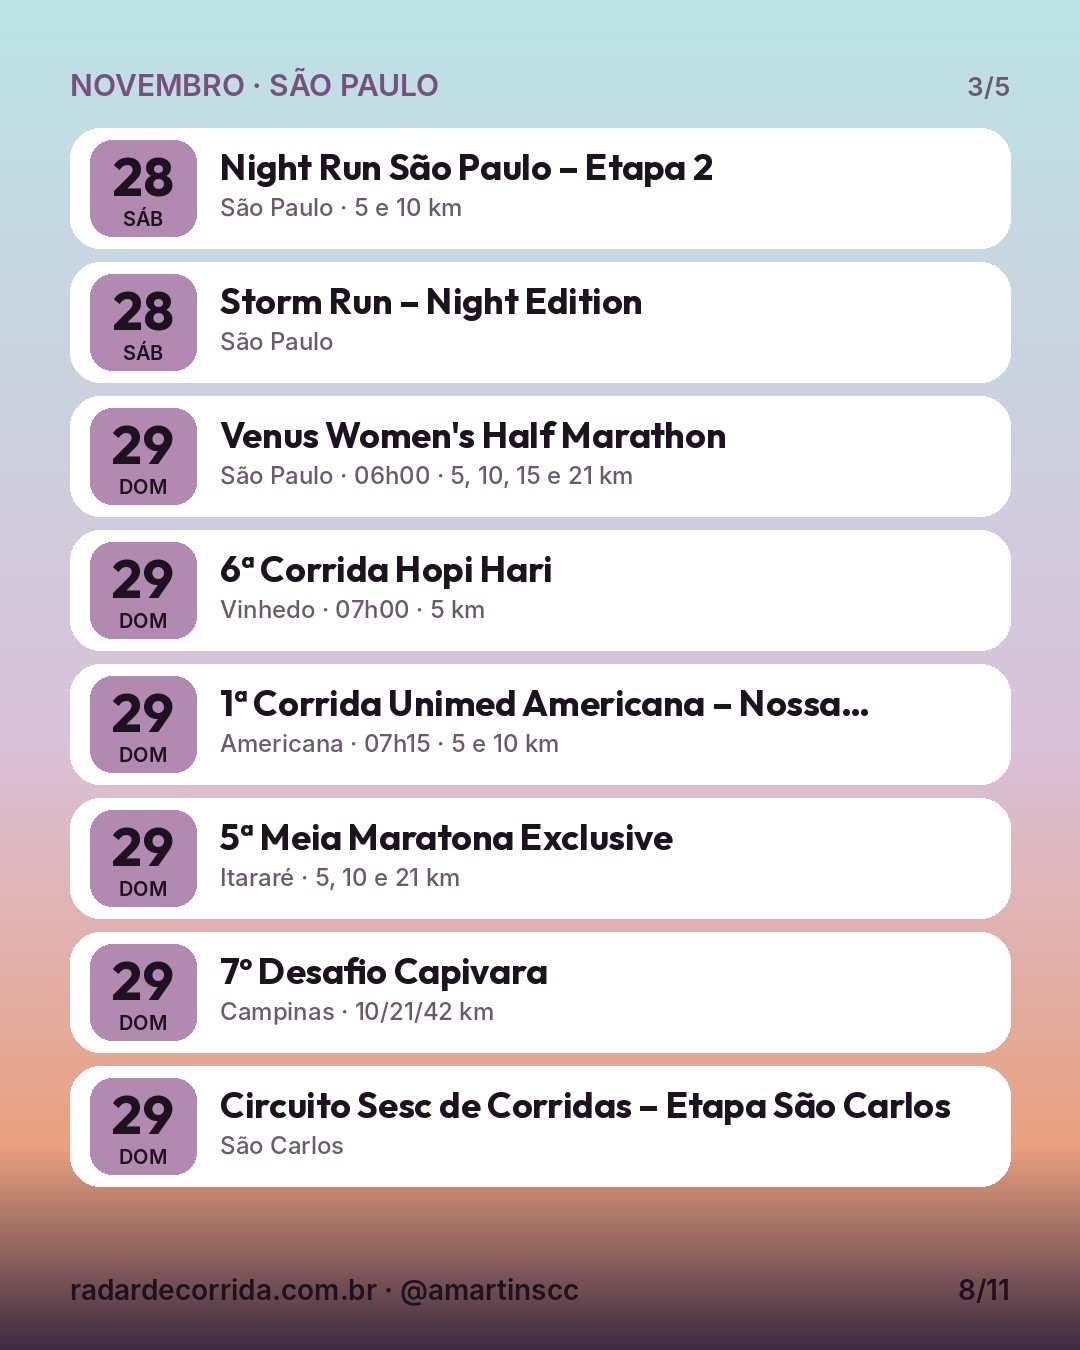 NOVEMBRO · SÃO PAULO
3/5
28
SÁB
Night Run São Paulo – Etapa 2
São Paulo · 5 e 10 km
28
SÁB
Storm Run – Night Edition
São Paulo
29
DOM
Venus Women's Half Marathon
São Paulo · 06h00 · 5, 10, 15 e 21 km
29
DOM
6ª Corrida Hopi Hari
Vinhedo · 07h00 · 5 km
29
DOM
1ª Corrida Unimed Americana – Nossa...
Americana · 07h15 · 5 e 10 km
29
DOM
5ª Meia Maratona Exclusive
Itararé · 5, 10 e 21 km
29
DOM
7º Desafio Capivara
Campinas · 10/21/42 km
29
DOM
Circuito Sesc de Corridas – Etapa São Carlos
São Carlos
radardecorrida.com.br · @amartinscc
8/11